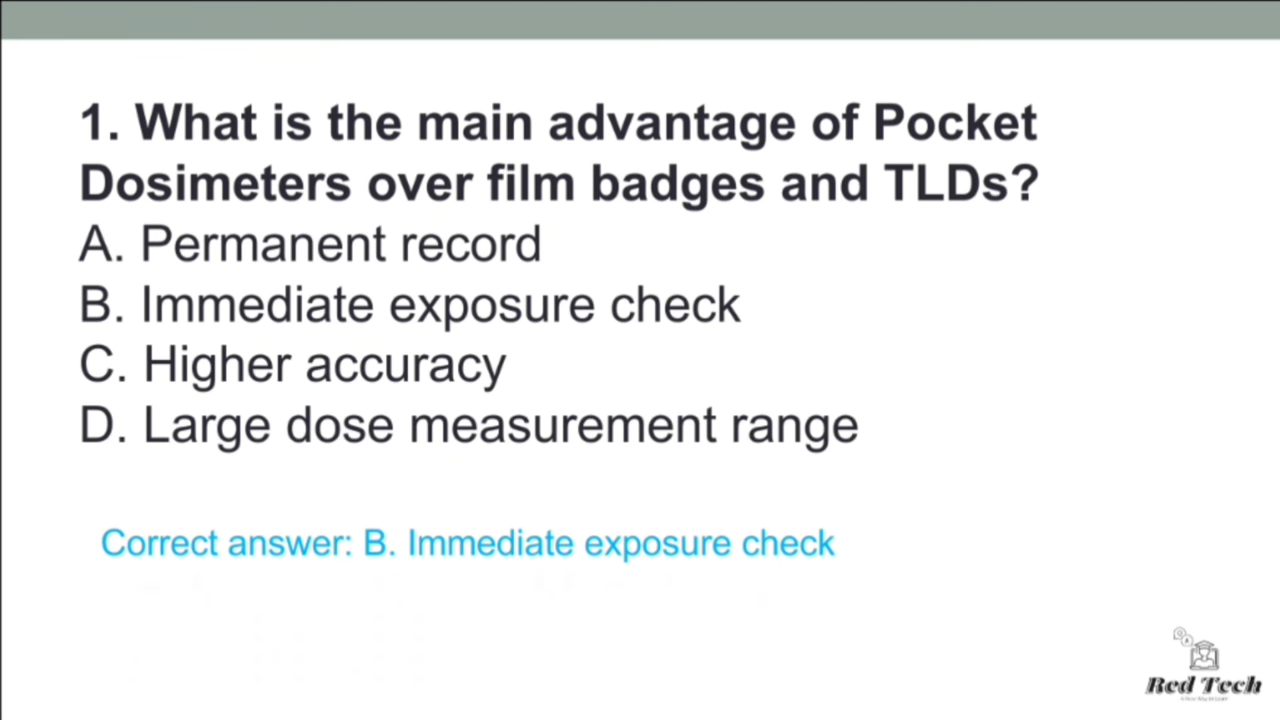 1. What is the main advantage of Pocket
Dosimeters over film badges and TLDs?
A. Permanent record
B. Immediate exposure check
C. Higher accuracy
D. Large dose measurement range
Correct answer: B. Immediate exposure check
Red Tech